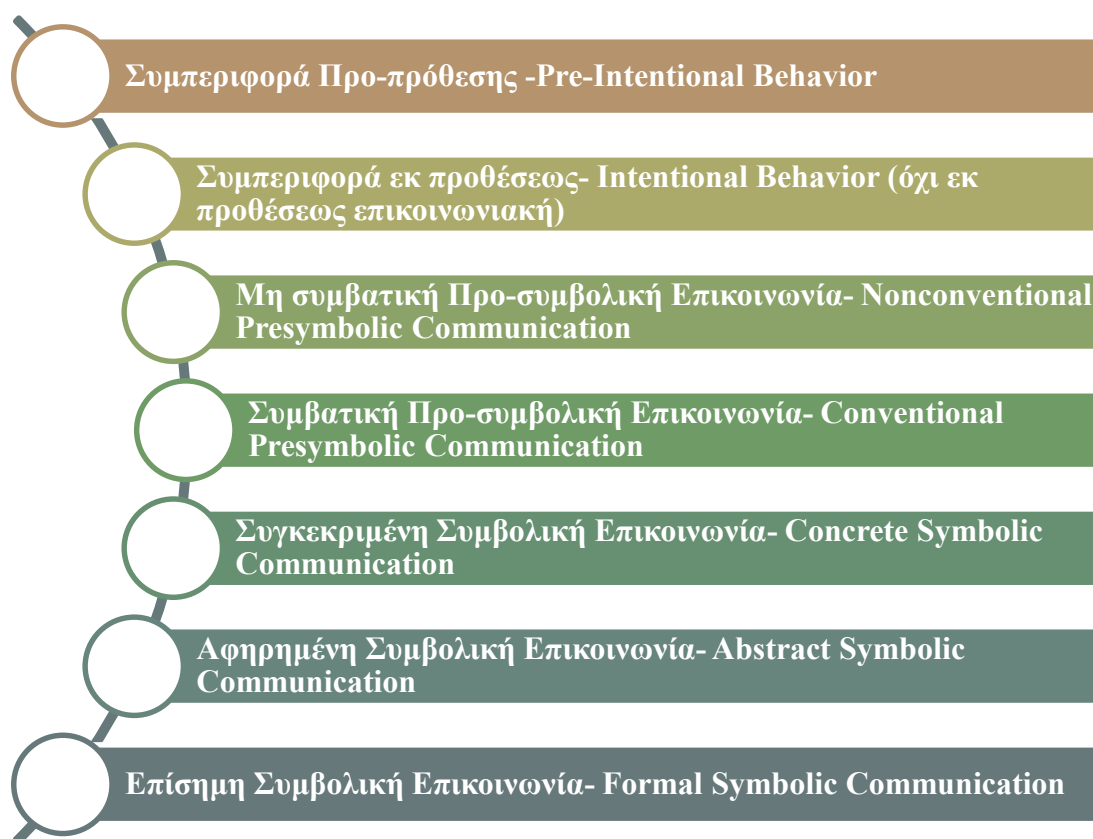 Συμπεριφορά Προ-πρόθεσης -Pre-Intentional Behavior
Συμπεριφορά εκ προθέσεως- Intentional Behavior (όχι εκ
προθέσεως επικοινωνιακή)
Μη συμβατική Προ-συμβολική Επικοινωνία- Nonconventional
Presymbolic Communication
Συμβατική Προ-συμβολική Επικοινωνία- Conventional
Presymbolic Communication
Συγκεκριμένη Συμβολική Επικοινωνία- Concrete Symbolic
Communication
Αφηρημένη Συμβολική Επικοινωνία- Abstract Symbolic
Communication
Επίσημη Συμβολική Επικοινωνία- Formal Symbolic Communication